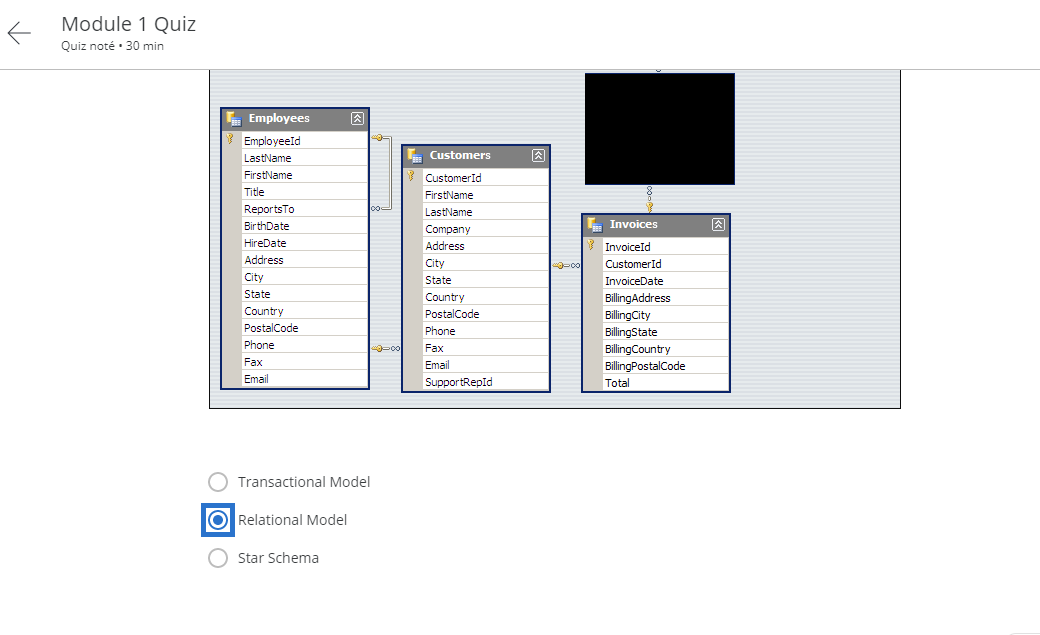 Module 1 Quiz
Quiz noté • 30 min
Employees
EmployeeId
LastName
FirstName
Title
ReportsTo
BirthDate
HireDate
Address
City
State
Country
PostalCode
Phone
Fax
Email
Customers
CustomerId
FirstName
LastName
Company
Address
City
State
Country
PostalCode
Phone
Fax
Email
SupportRepId
Invoices
InvoiceId
CustomerId
InvoiceDate
BillingAddress
BillingCity
BillingState
BillingCountry
BillingPostalCode
Total
Transactional Model
Relational Model
Star Schema